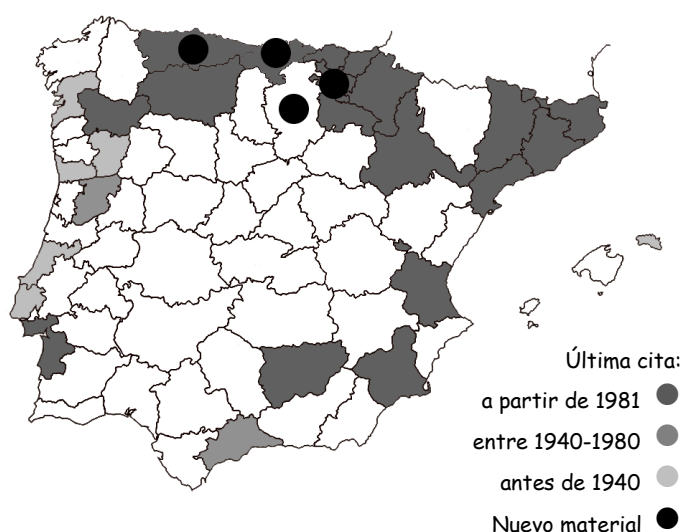 Última cita:
a partir de 1981
entre 1940-1980
antes de 1940
Nuevo material